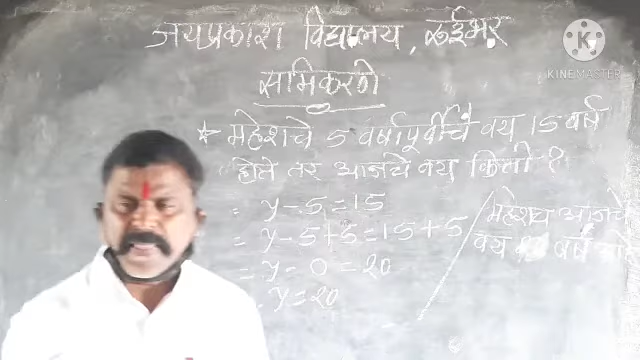 जयप्रकाश विद्यालय, रुईभर
समिकरणे
* महेशचे 5 वर्षापूर्वीचे वय 15 वर्ष
होते तर आजचे वय किती ?
= y - 5 = 15
= y - 5 + 5 = 15 + 5
= y - 0 = 20
. y = 20
महेशचे आजचे
वय वर्ष
KINEMASTER